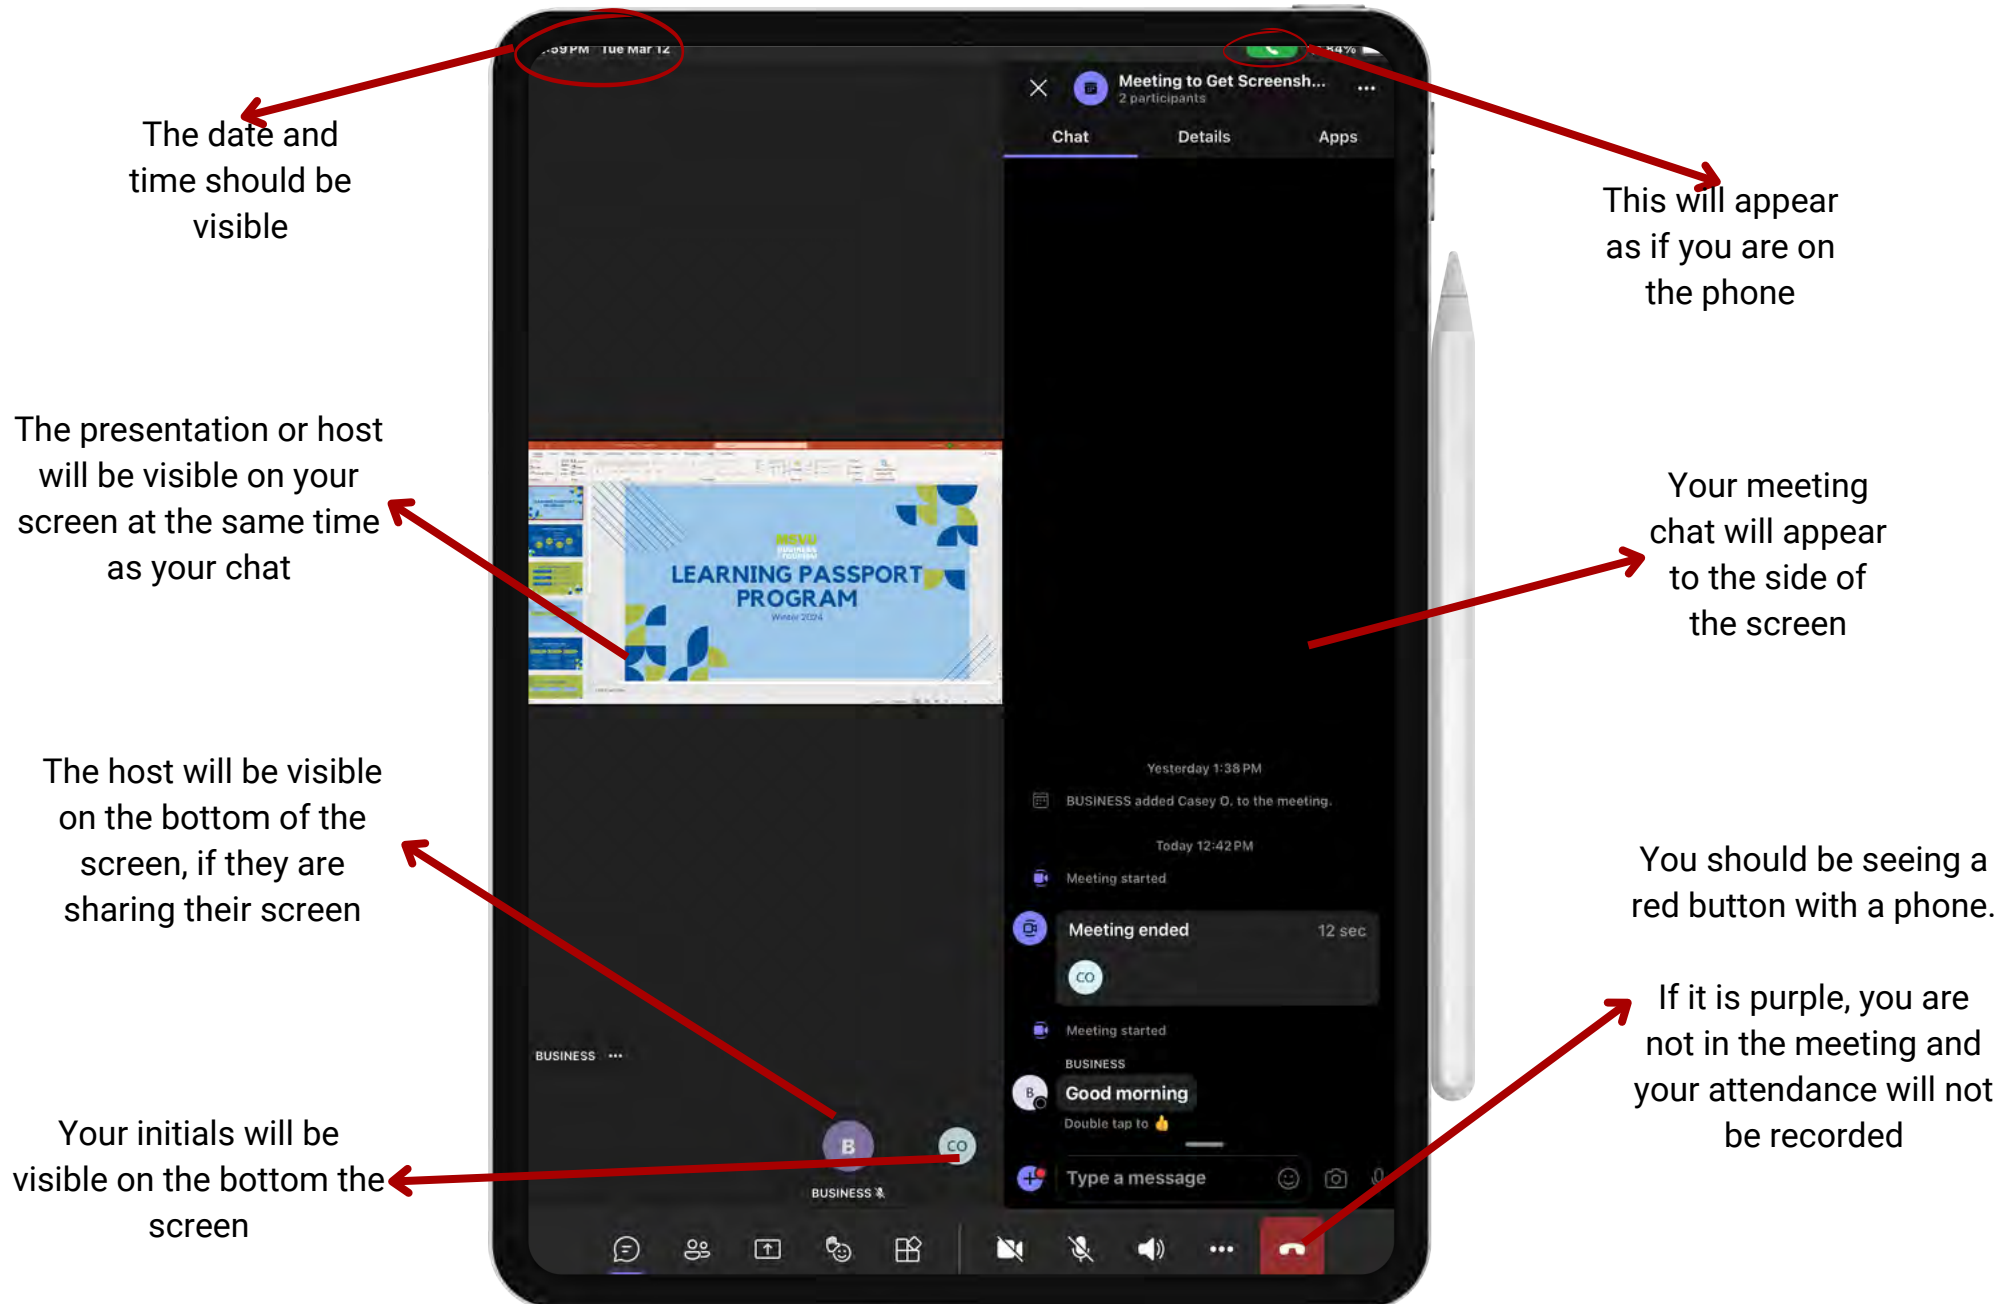 :59 PM Tue Mar 12
84%
The date and
time should be
visible
Meeting to Get Screensh...
2 participants
Chat Details Apps
This will appear
as if you are on
the phone
The presentation or host
will be visible on your
screen at the same time
as your chat
BUSINESS
LEARNING PASSPORT
PROGRAM
Winter 2024
Your meeting
chat will appear
to the side of
the screen
The host will be visible
on the bottom of the
screen, if they are
sharing their screen
Yesterday 1:38 PM
BUSINESS added Casey O. to the meeting.
Today 12:42 PM
Meeting started
Meeting ended 12 sec
CO
Meeting started
BUSINESS
B
Good morning
Double tap to 👍
Type a message
BUSINESS ...
B
CO
BUSINESS
Your initials will be
visible on the bottom the
screen
You should be seeing a
red button with a phone.
If it is purple, you are
not in the meeting and
your attendance will not
be recorded